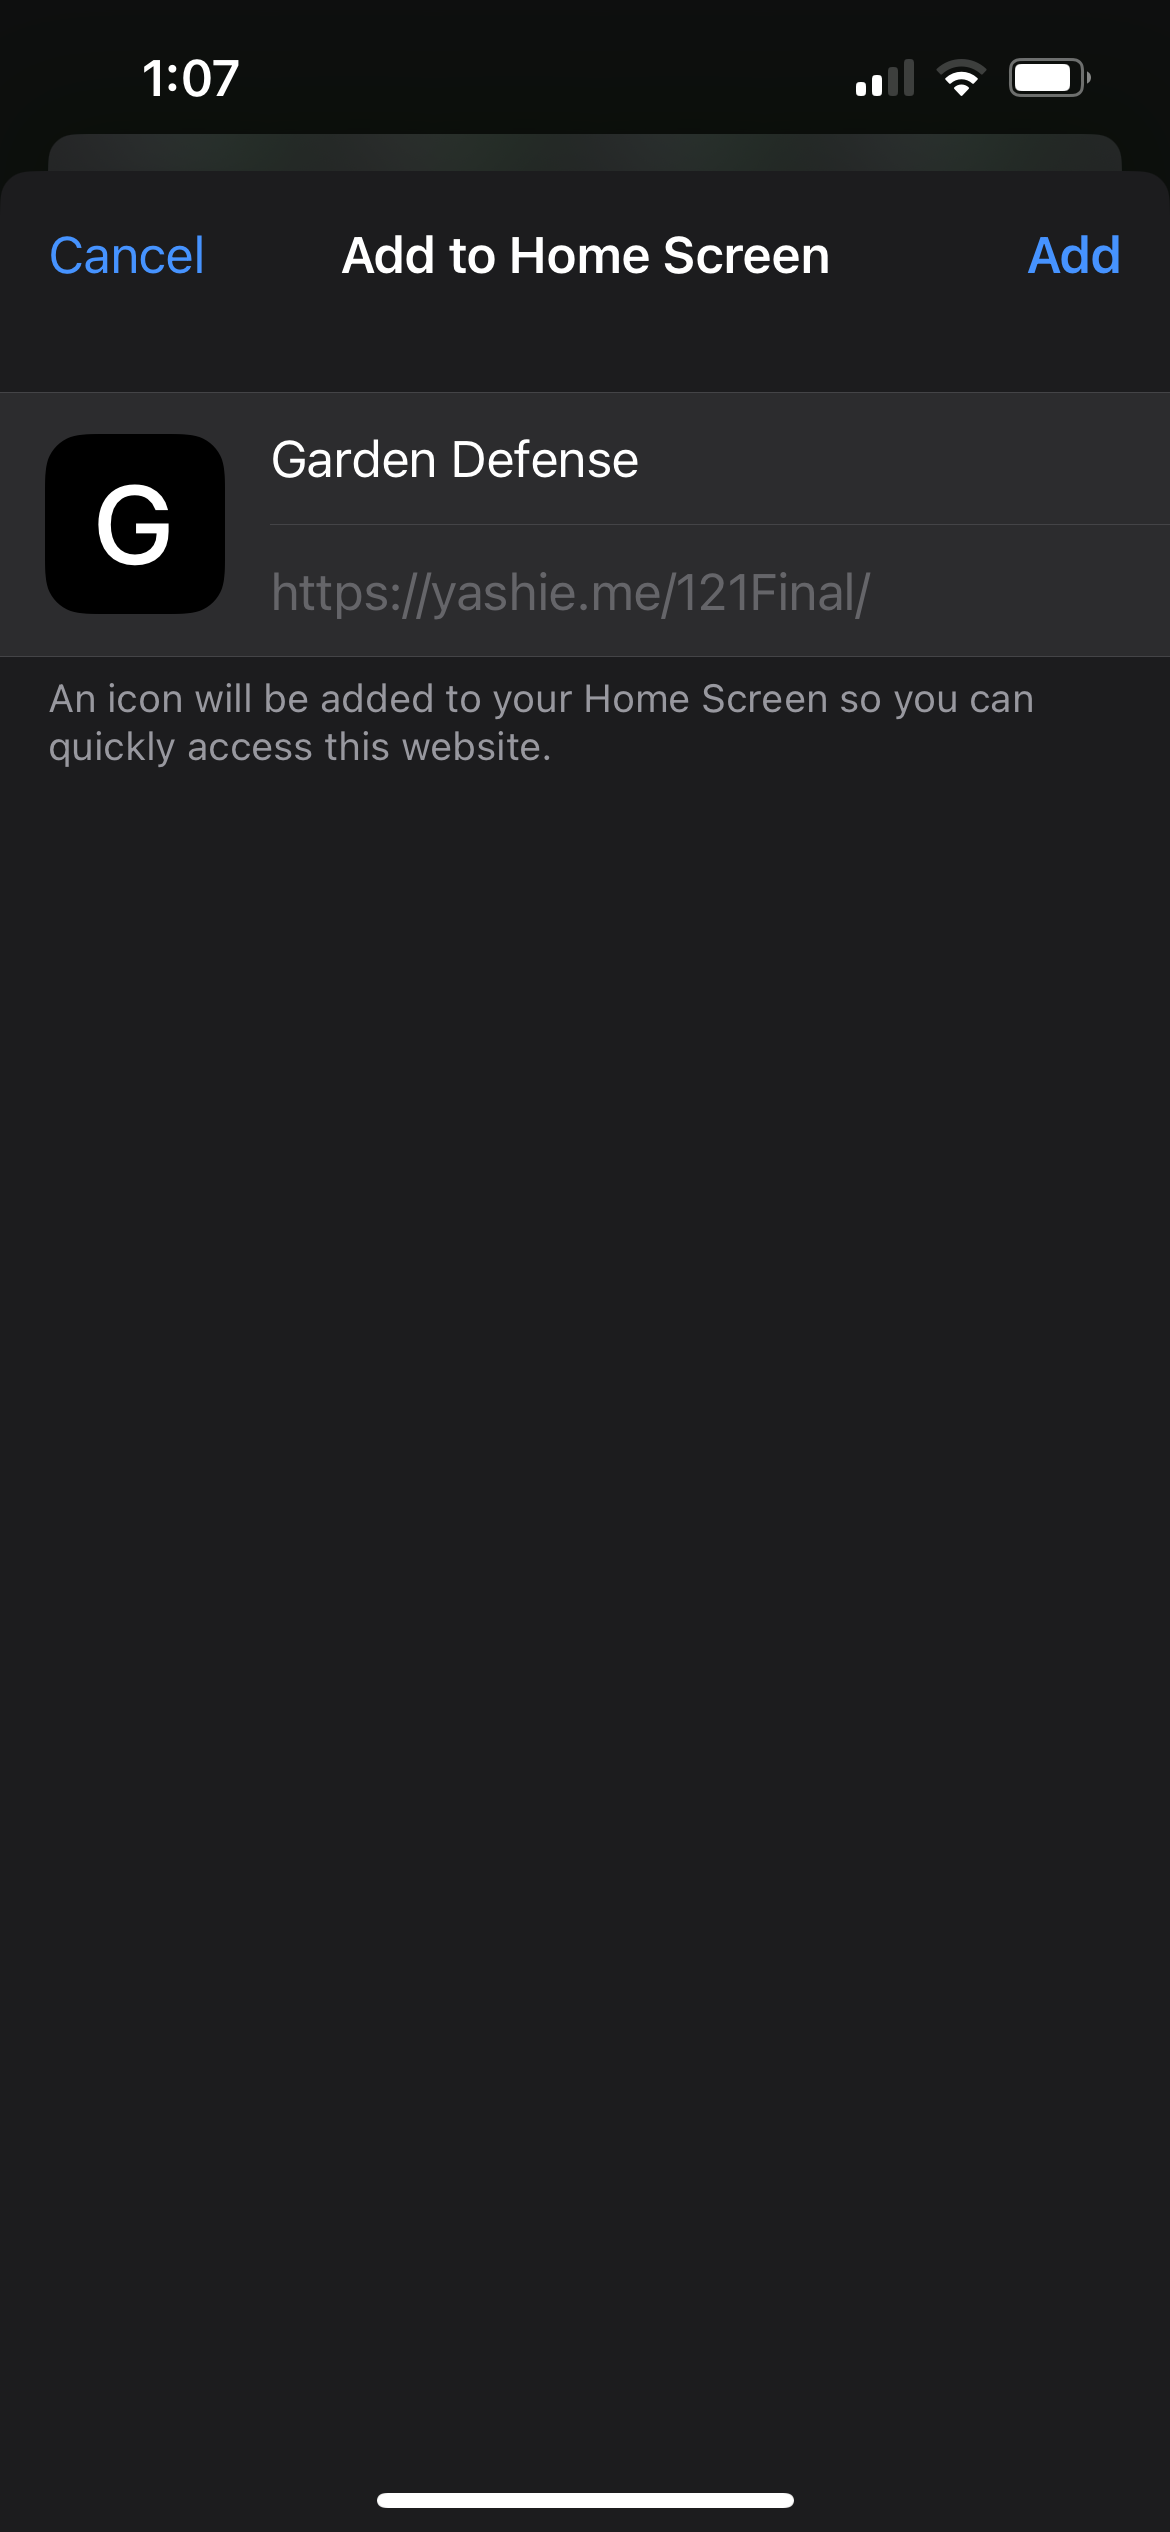 1:07
Cancel Add to Home Screen Add
G
Garden Defense
https://yashie.me/121Final/
An icon will be added to your Home Screen so you can
quickly access this website.